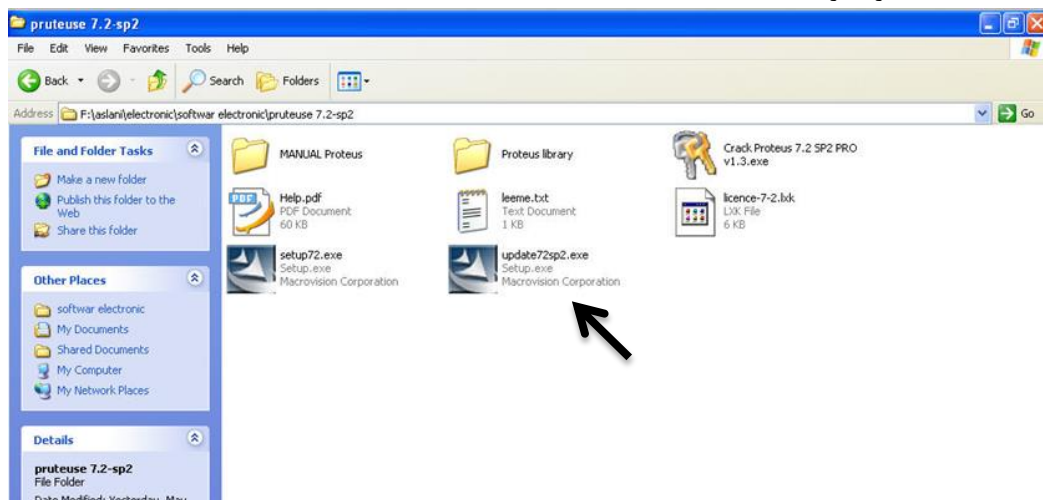 pruteuse 7.2-sp2
File Edit View Favorites Tools Help
Back Search Folders
Address F:\aslani\electronic\softwar electronic\pruteuse 7.2-sp2 Go
File and Folder Tasks
Make a new folder
Publish this folder to the
Web
Share this folder
Other Places
softwar electronic
My Documents
Shared Documents
My Computer
My Network Places
Details
pruteuse 7.2-sp2
File Folder
Date Modified: Yesterday, May
MANUAL Proteus
Proteus library
Crack Proteus 7.2 SP2 PRO
v1.3.exe
PDF
Help.pdf
PDF Document
60 KB
leeme.txt
Text Document
1 KB
licence-7-2.lxk
LXK File
6 KB
setup72.exe
Setup.exe
Macrovision Corporation
update72sp2.exe
Setup.exe
Macrovision Corporation